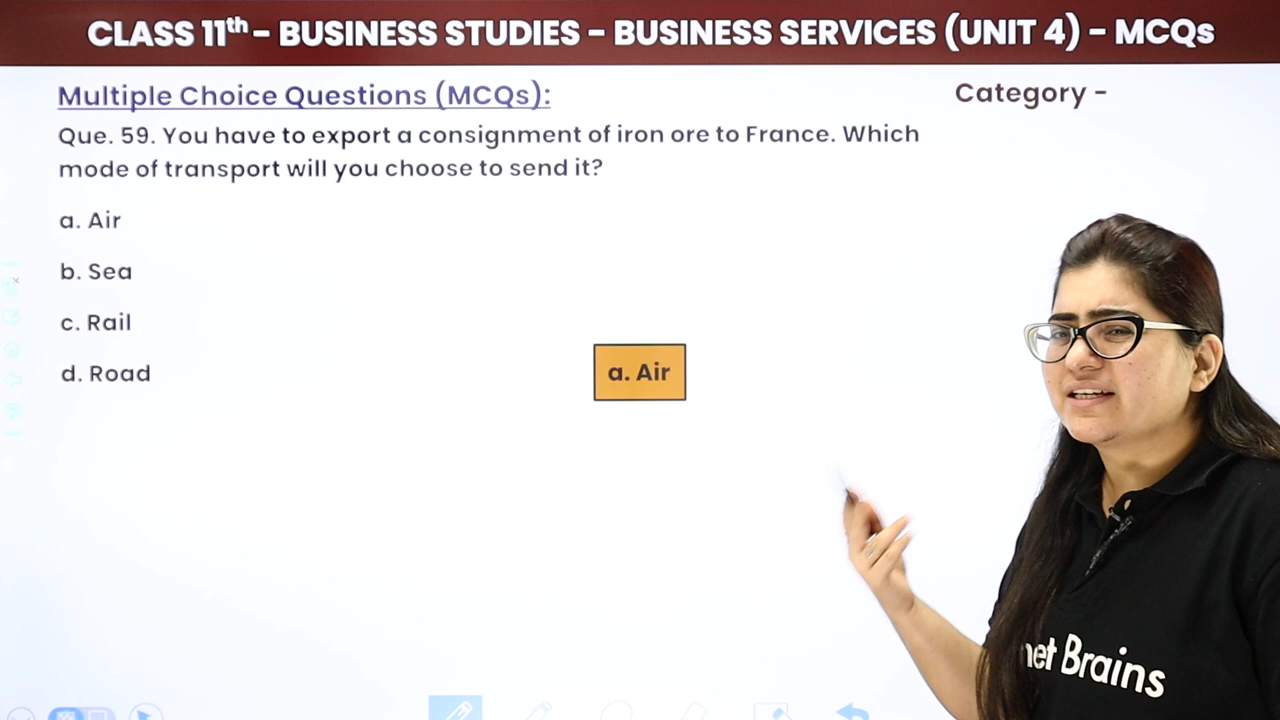 CLASS 11th – BUSINESS STUDIES – BUSINESS SERVICES (UNIT 4) – MCQs
Multiple Choice Questions (MCQs):
Category -
Que. 59. You have to export a consignment of iron ore to France. Which
mode of transport will you choose to send it?
a. Air
b. Sea
c. Rail
d. Road
a. Air
net Brains